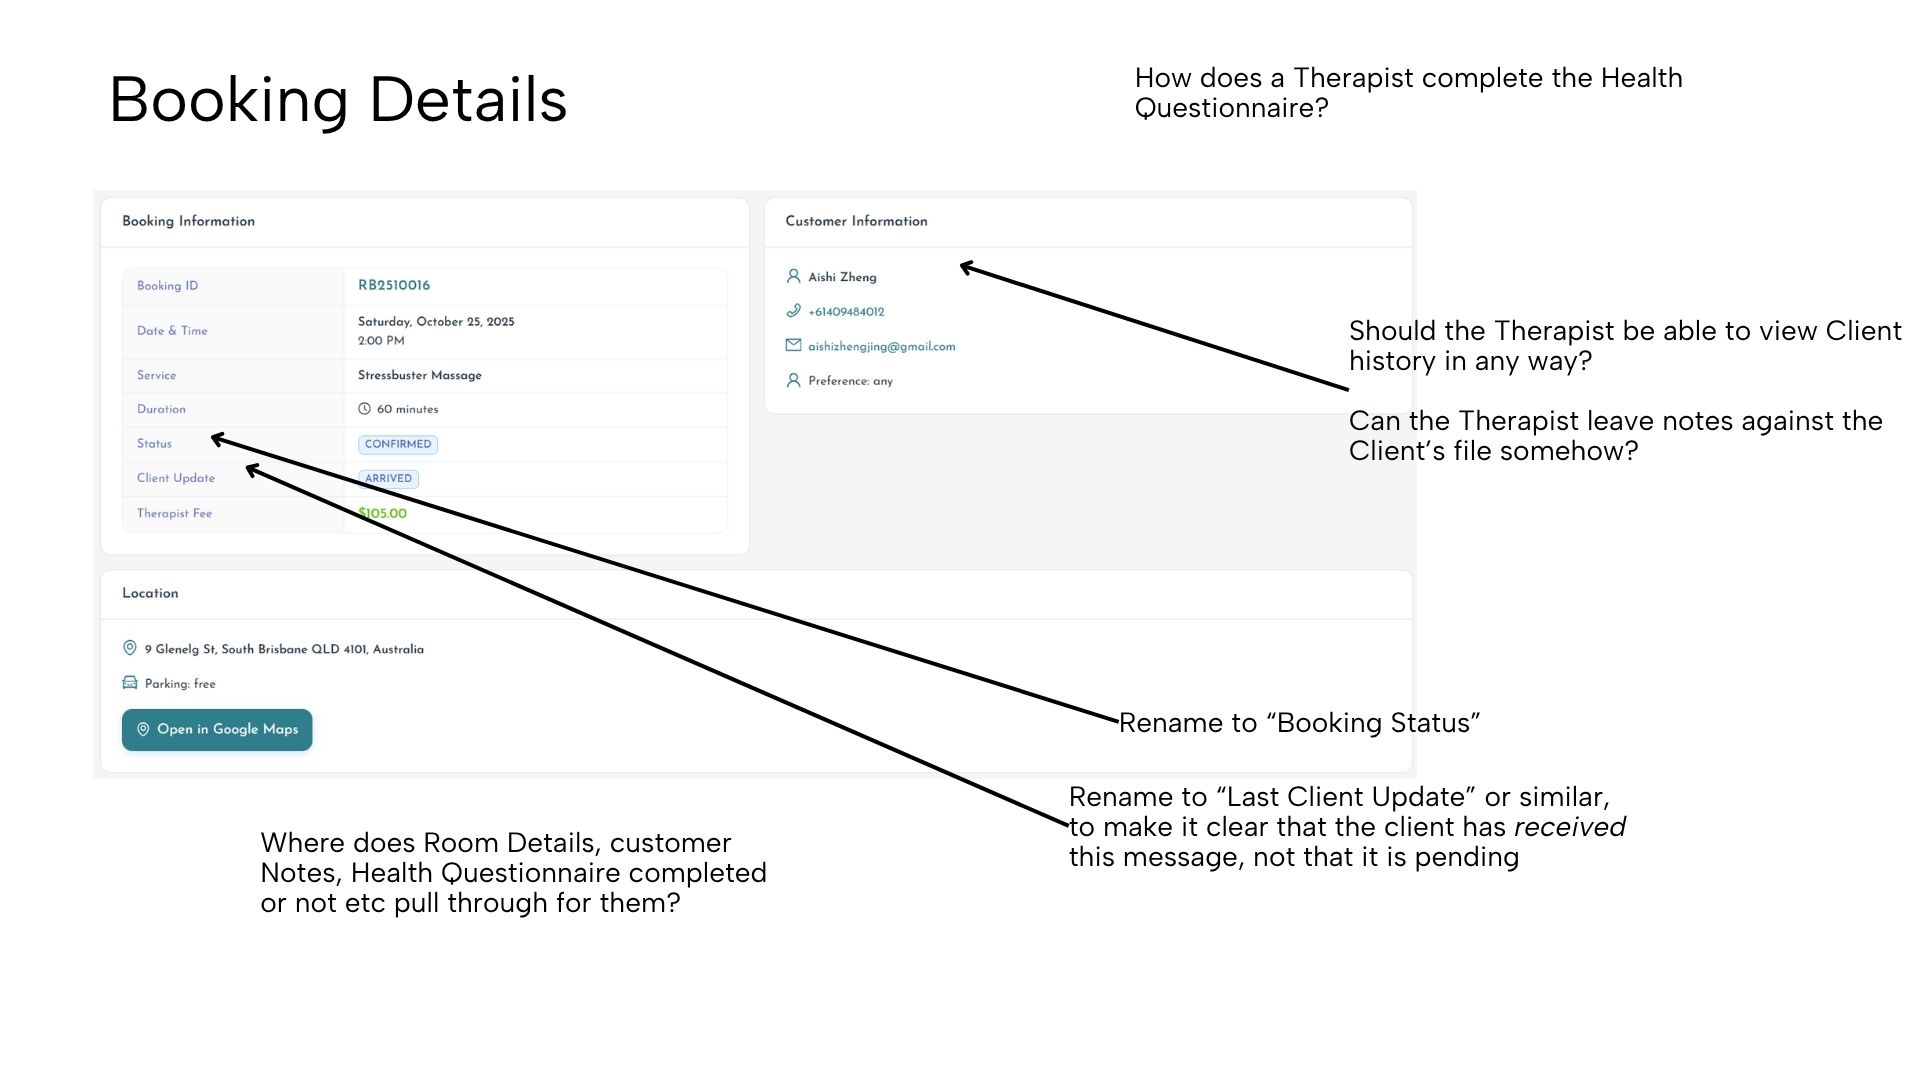 Booking Details
How does a Therapist complete the Health
Questionnaire?
Booking Information
Booking ID
RB2510016
Date & Time
Saturday, October 25, 2025
2:00 PM
Service
Stressbuster Massage
Duration
60 minutes
Status
CONFIRMED
Client Update
ARRIVED
Therapist Fee
$105.00
Customer Information
Aishi Zheng
+61409484012
aishizhengjing@gmail.com
Preference: any
Should the Therapist be able to view Client
history in any way?
Can the Therapist leave notes against the
Client’s file somehow?
Location
9 Glenelg St, South Brisbane QLD 4101, Australia
Parking: free
Open in Google Maps
Rename to “Booking Status”
Rename to “Last Client Update” or similar,
to make it clear that the client has received
this message, not that it is pending
Where does Room Details, customer
Notes, Health Questionnaire completed
or not etc pull through for them?